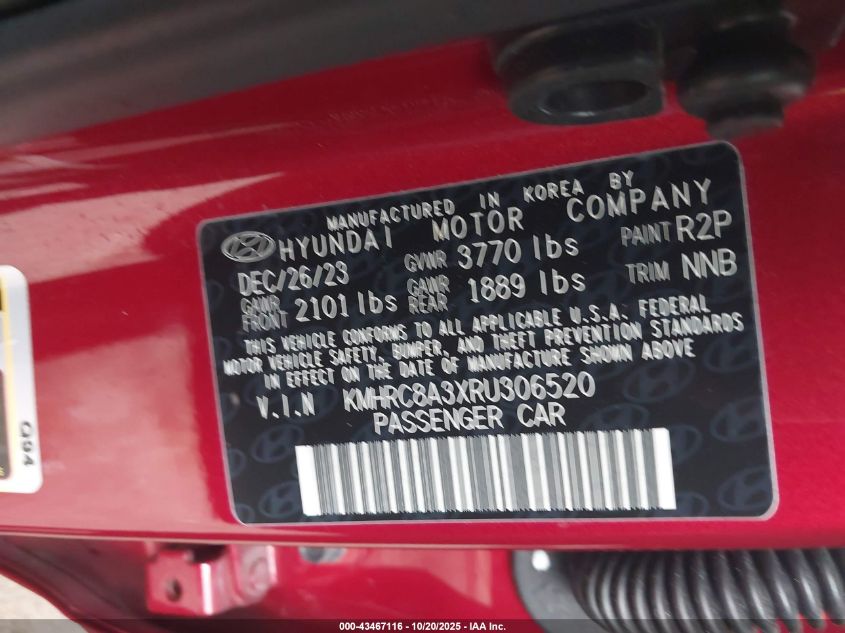 MANUFACTURED IN KOREA BY
HYUNDAI MOTOR COMPANY
DEC/26/23 GVWR 3770 lbs PAINT R2P
GAWR FRONT 2101 lbs GAWR REAR 1889 lbs TRIM NNB
THIS VEHICLE CONFORMS TO ALL APPLICABLE U.S.A. FEDERAL
MOTOR VEHICLE SAFETY, BUMPER, AND THEFT PREVENTION STANDARDS
IN EFFECT ON THE DATE OF MANUFACTURE SHOWN ABOVE
V.I.N KMHRC8A3XRU306520
PASSENGER CAR
G94
000-43467116 - 10/20/2025 - IAA Inc.